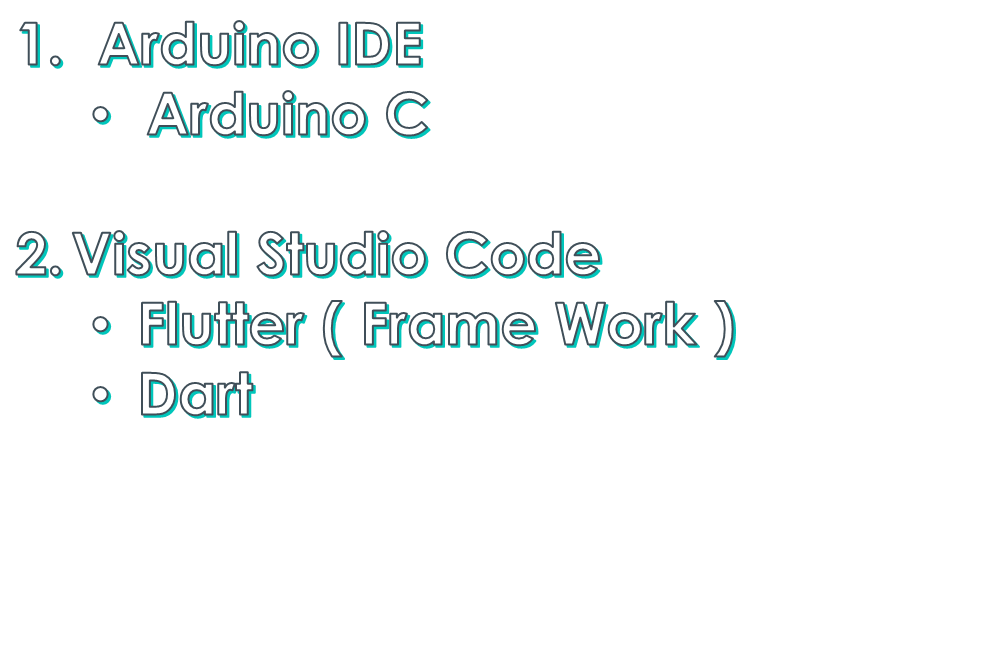 1. Arduino IDE
• Arduino C
2. Visual Studio Code
• Flutter ( Frame Work )
• Dart